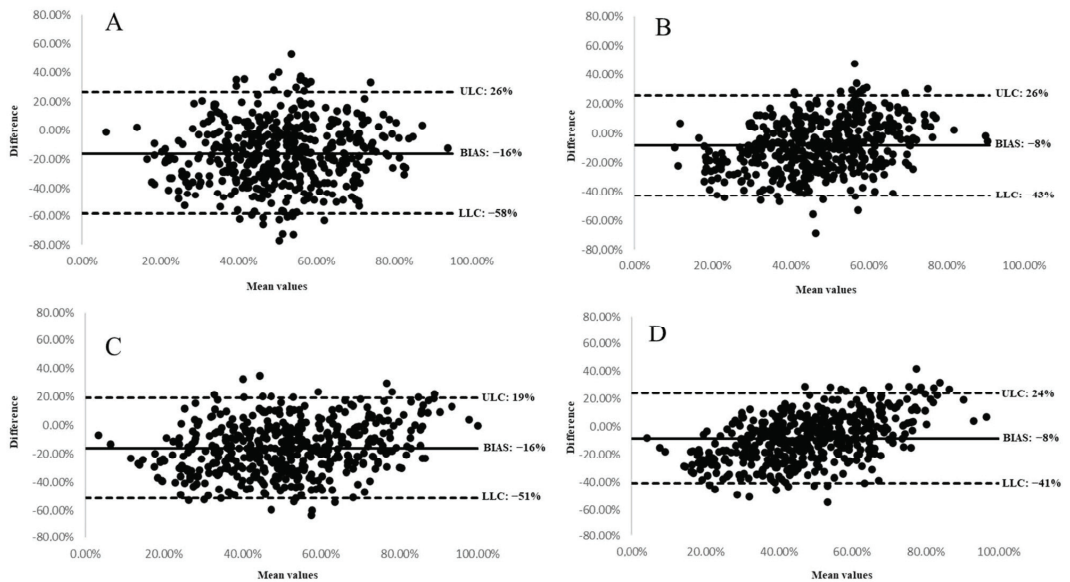 A
80.00%
60.00%
40.00%
20.00%
0.00%
-20.00%
-40.00%
-60.00%
-80.00%
Difference
ULC: 26%
BIAS: −16%
LLC: −58%
0.00% 20.00% 40.00% 60.00% 80.00% 100.00%
Mean values
B
80.00%
60.00%
40.00%
20.00%
0.00%
-20.00%
-40.00%
-60.00%
-80.00%
Difference
ULC: 26%
BIAS: −8%
LLC: −43%
0.00% 20.00% 40.00% 60.00% 80.00% 100.00%
Mean values
C
80.00%
60.00%
40.00%
20.00%
0.00%
-20.00%
-40.00%
-60.00%
-80.00%
Difference
ULC: 19%
BIAS: −16%
LLC: −51%
0.00% 20.00% 40.00% 60.00% 80.00% 100.00%
Mean values
D
80.00%
60.00%
40.00%
20.00%
0.00%
-20.00%
-40.00%
-60.00%
-80.00%
Difference
ULC: 24%
BIAS: −8%
LLC: −41%
0.00% 20.00% 40.00% 60.00% 80.00% 100.00%
Mean values